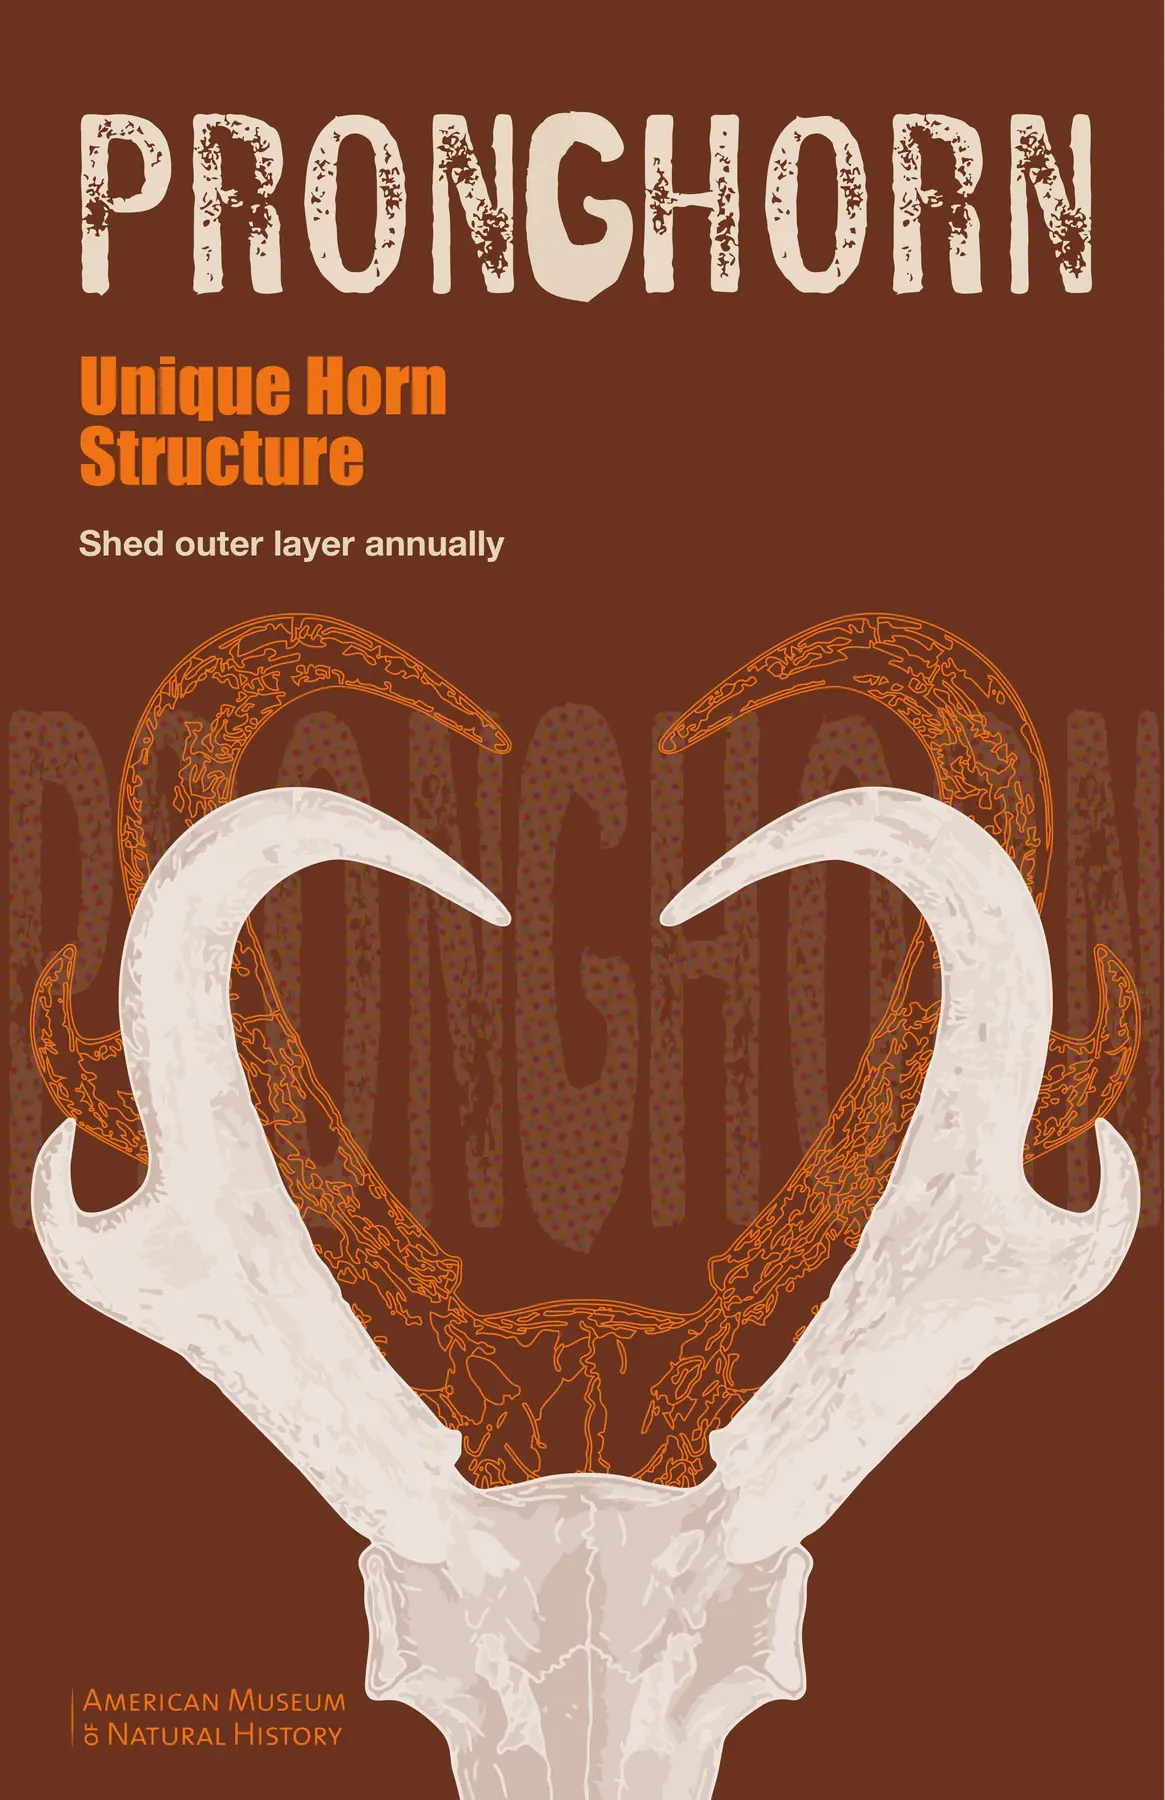 PRONGHORN
Unique Horn
Structure
Shed outer layer annually
PRONGHORN
AMERICAN MUSEUM
OF NATURAL HISTORY